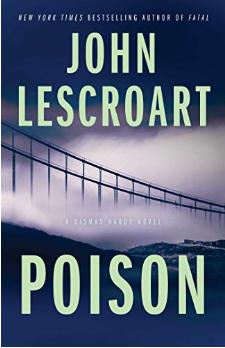 NEW YORK TIMES BESTSELLING AUTHOR OF FATAL
JOHN
LESCROART
A DISMAS HARDY NOVEL
POISON